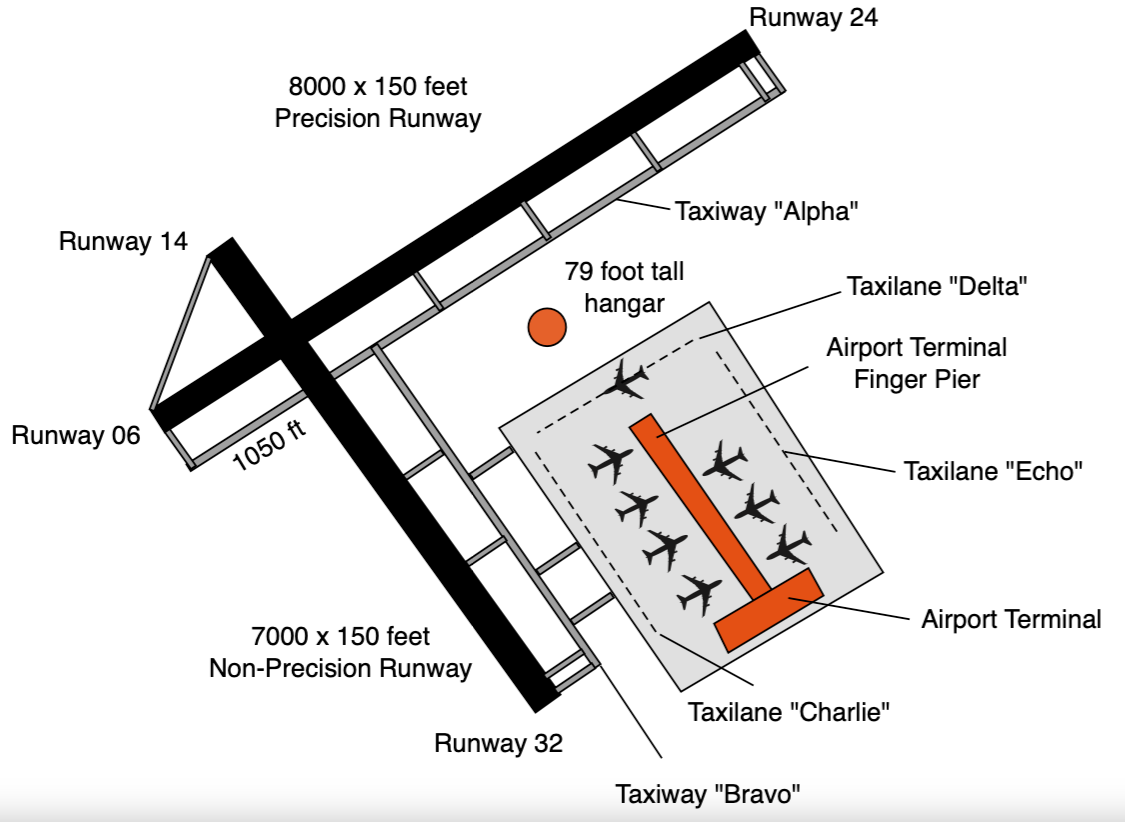 Runway 24
8000 x 150 feet
Precision Runway
Taxiway "Alpha"
Runway 14
79 foot tall
hangar
Taxilane "Delta"
Airport Terminal
Finger Pier
Runway 06
1050 ft
Taxilane "Echo"
Airport Terminal
7000 x 150 feet
Non-Precision Runway
Taxilane "Charlie"
Runway 32
Taxiway "Bravo"